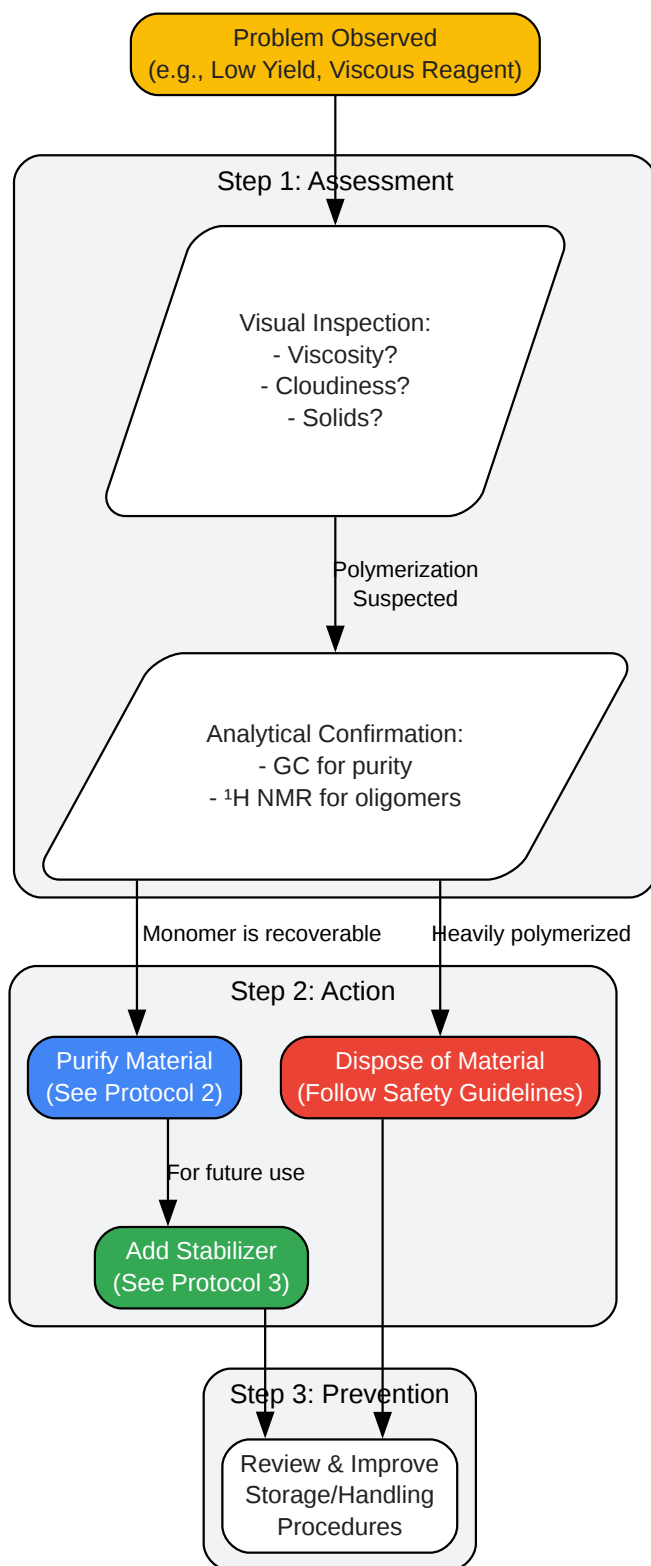 Problem Observed
(e.g., Low Yield, Viscous Reagent)
Step 1: Assessment
Visual Inspection:
- Viscosity?
- Cloudiness?
- Solids?
Polymerization
Suspected
Analytical Confirmation:
- GC for purity
- ¹H NMR for oligomers
Monomer is recoverable
Heavily polymerized
Step 2: Action
Purify Material
(See Protocol 2)
Dispose of Material
(Follow Safety Guidelines)
For future use
Add Stabilizer
(See Protocol 3)
Step 3: Prevention
Review & Improve
Storage/Handling
Procedures